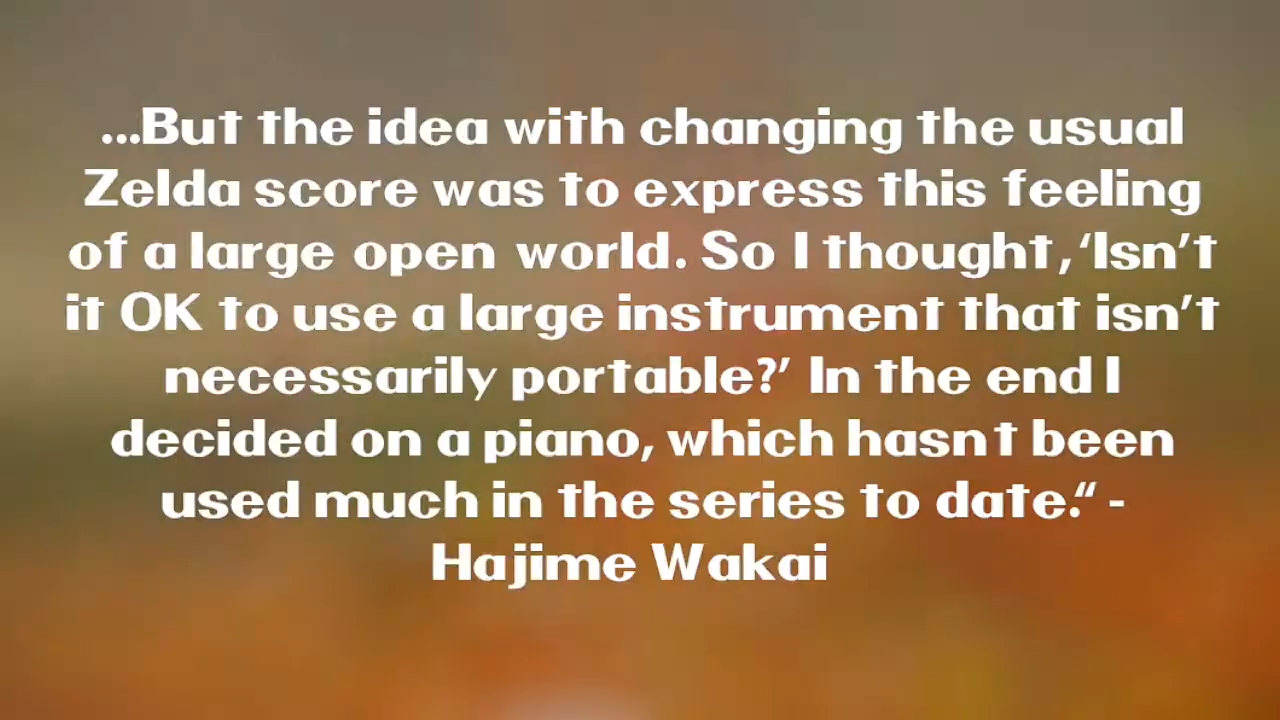 ...But the idea with changing the usual
Zelda score was to express this feeling
of a large open world. So I thought, ‘Isn’t
it OK to use a large instrument that isn’t
necessarily portable?’ In the end I
decided on a piano, which hasn t been
used much in the series to date.“ -
Hajime Wakai